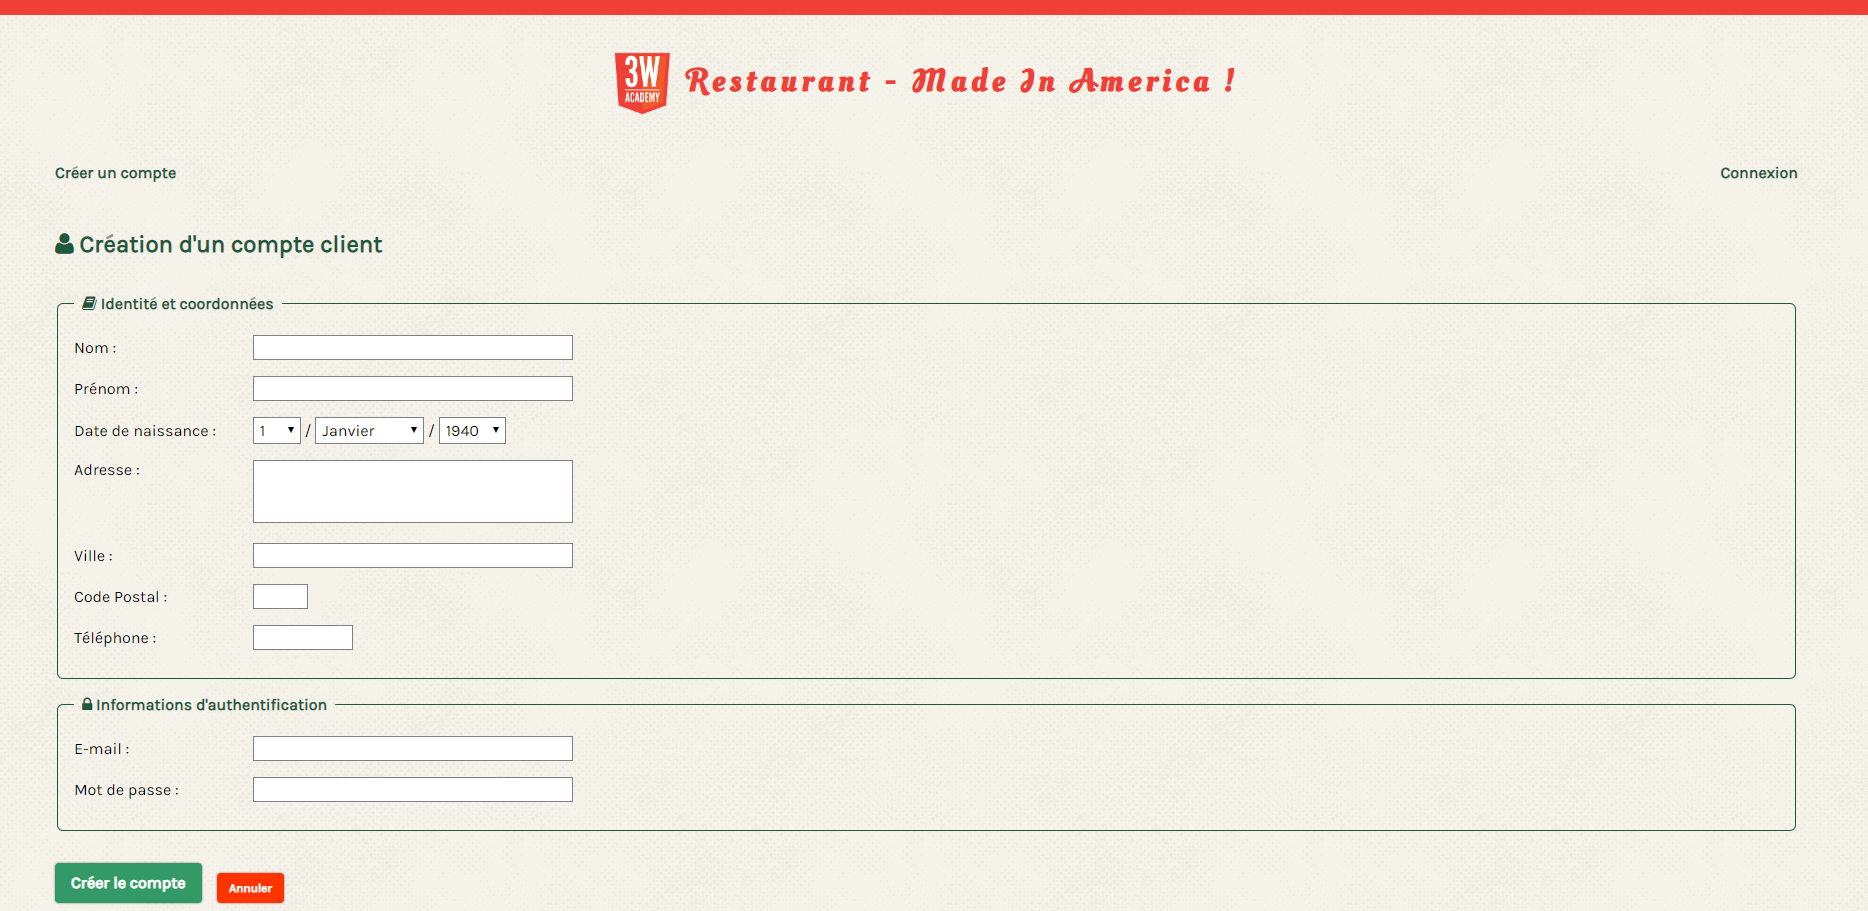 3W
ACADEMY
Restaurant - Made In America !
Créer un compte
Connexion
Création d'un compte client
Identité et coordonnées
Nom :
Prénom :
Date de naissance : 1 / Janvier / 1940
Adresse :
Ville :
Code Postal :
Téléphone :
Informations d'authentification
E-mail :
Mot de passe :
Créer le compte
Annuler